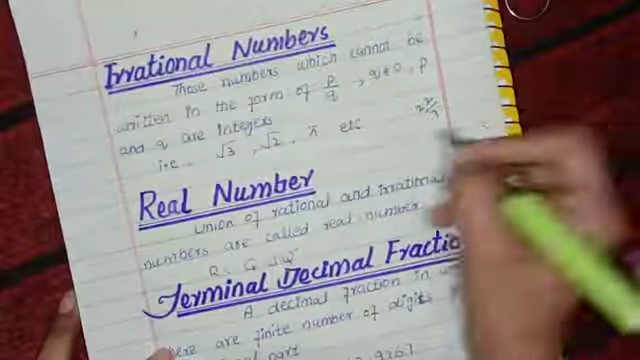 Irrational Numbers
Those numbers which cannot be
written in the form of p/q, q≠0, p
and q are integers
i.e. √3, √2, π etc
Real Number
Union of rational and irrational
numbers are called real number
R = Q ∪ Q'
Terminal Decimal Fractio
A decimal fraction in
there are finite number of digits
part